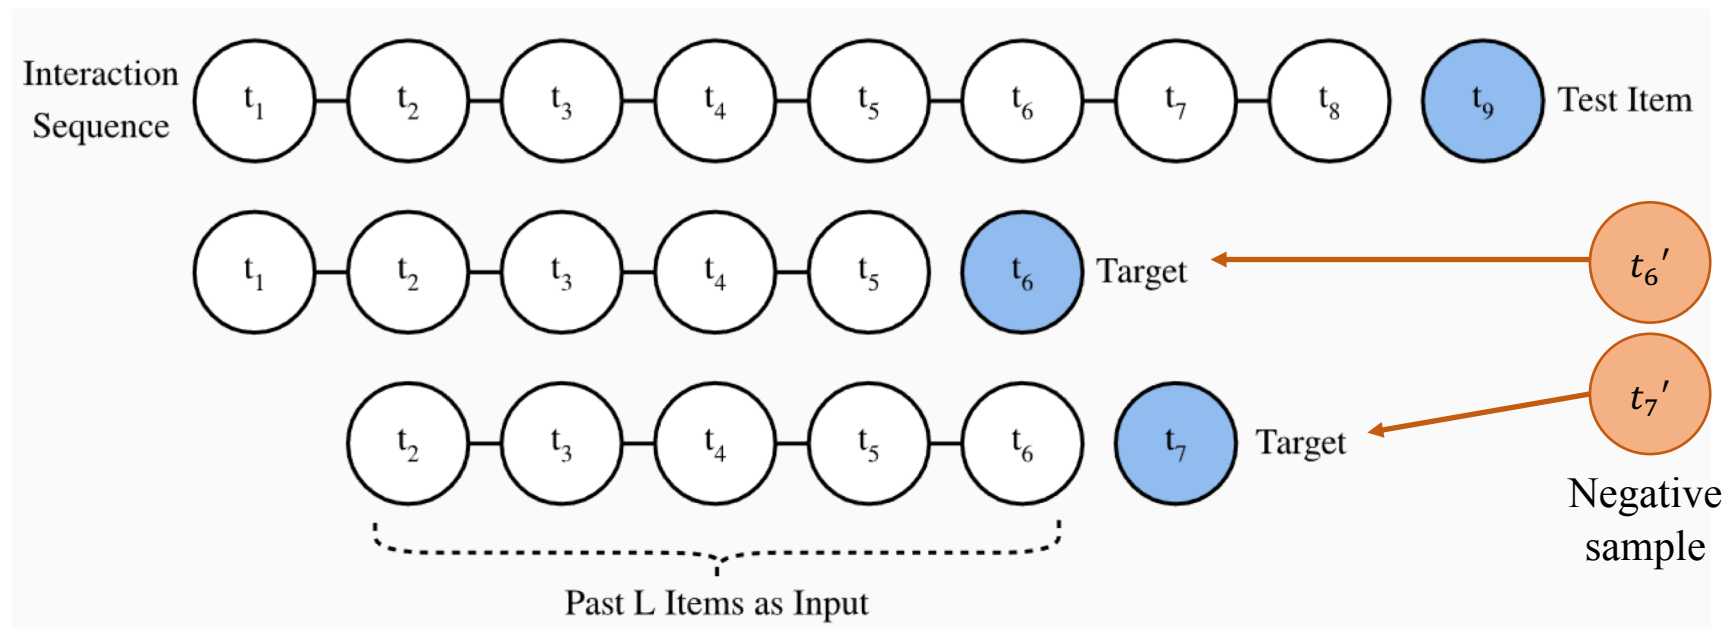 Interaction
Sequence
t₁ t₂ t₃ t₄ t₅ t₆ t₇ t₈ t₉ Test Item
t₁ t₂ t₃ t₄ t₅ t₆ Target t₆′
t₂ t₃ t₄ t₅ t₆ t₇ Target t₇′
Negative
sample
Past L Items as Input